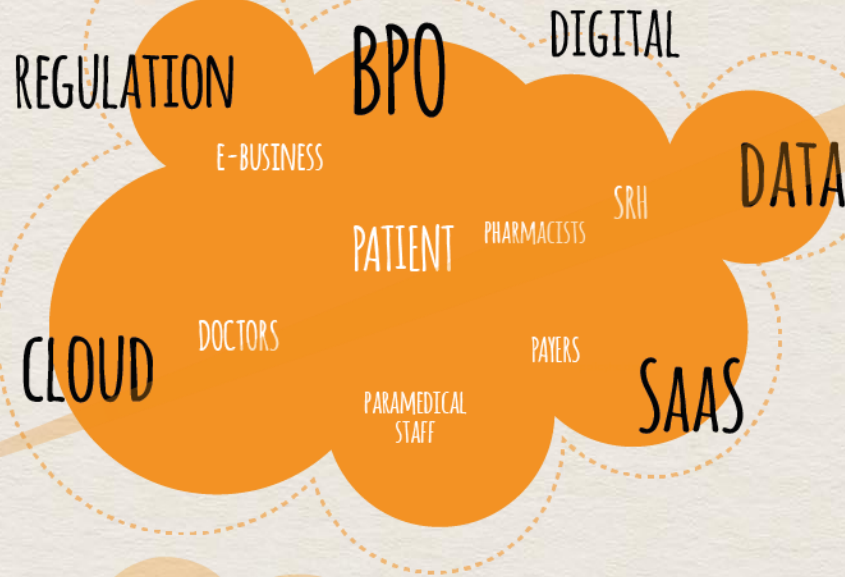 DIGITAL
BPO
REGULATION
E-BUSINESS
DATA
SRH
PHARMACISTS
PATIENT
DOCTORS
PAYERS
CLOUD
SAAS
PARAMEDICAL
STAFF